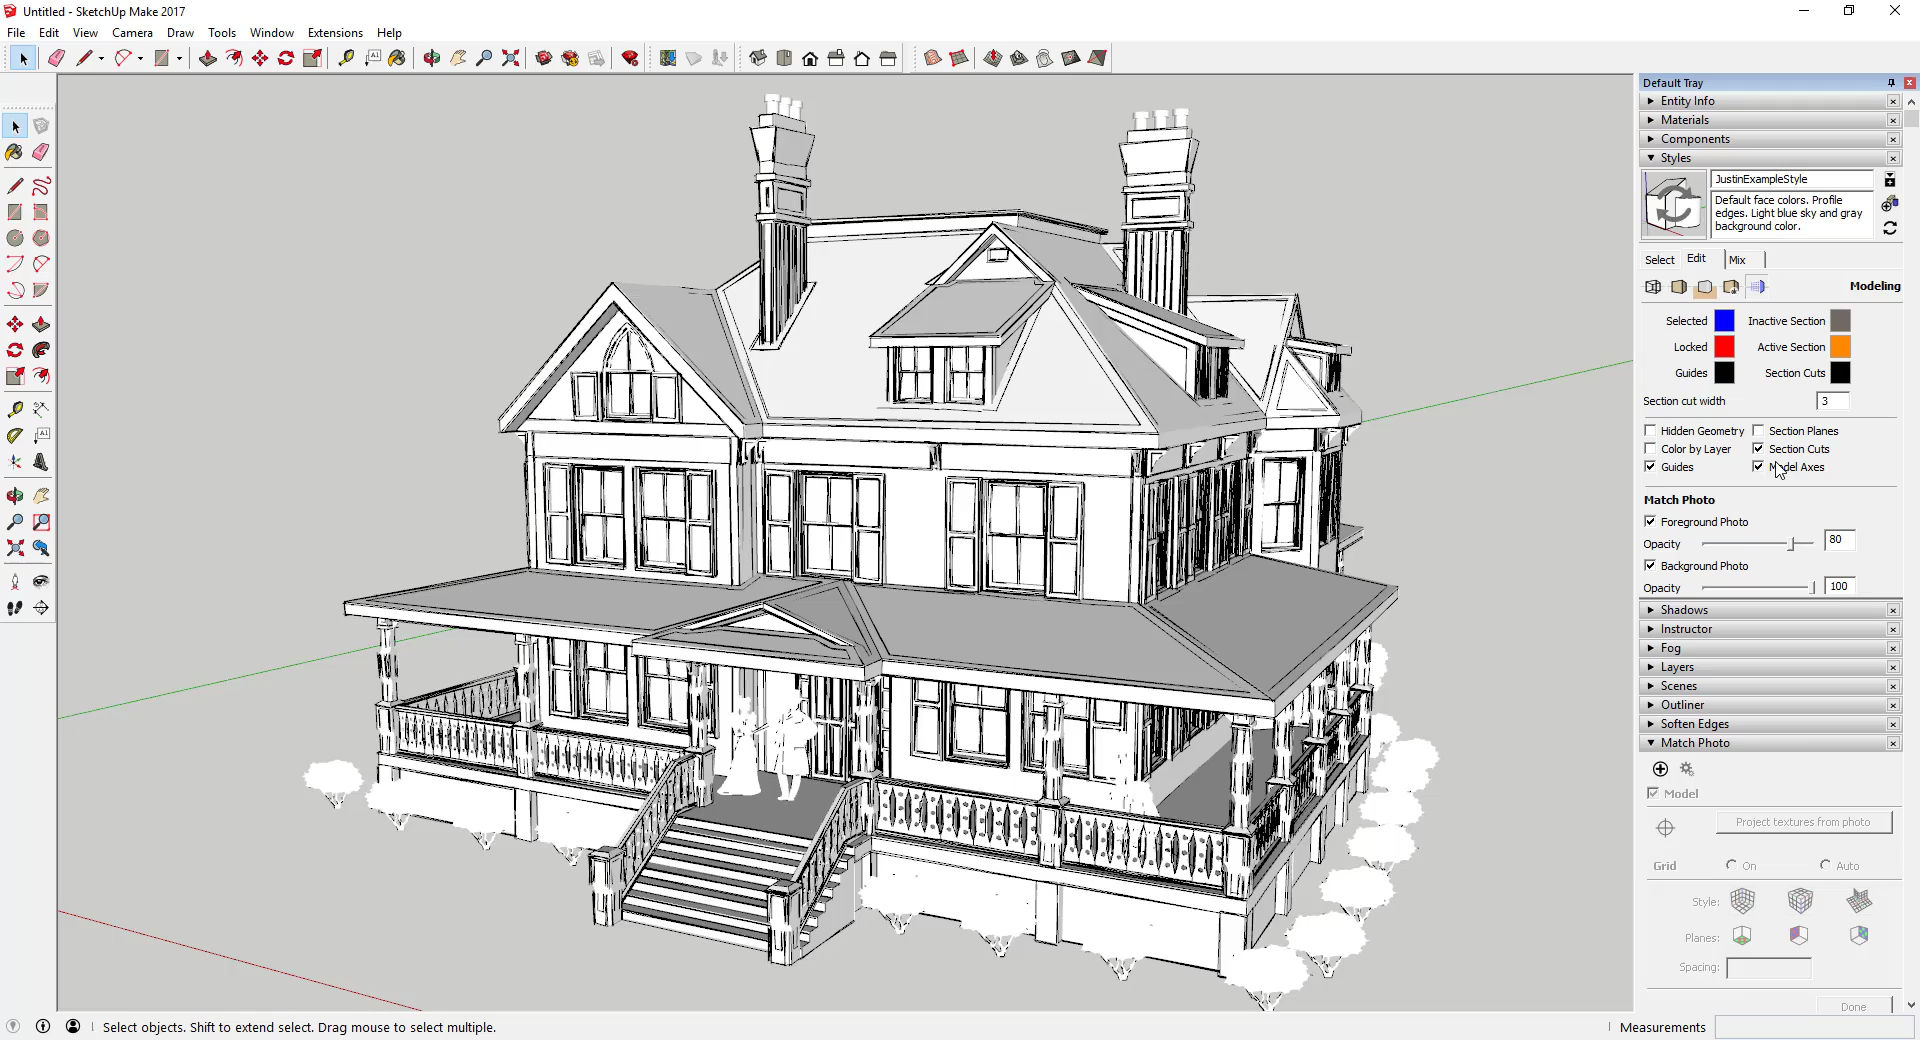 Untitled - SketchUp Make 2017
File Edit View Camera Draw Tools Window Extensions Help
Default Tray
Entity Info
Materials
Components
Styles
JustinExampleStyle
Default face colors. Profile
edges. Light blue sky and gray
background color.
Select Edit Mix
Modeling
Selected Inactive Section
Locked Active Section
Guides Section Cuts
Section cut width 3
Hidden Geometry Section Planes
Color by Layer Section Cuts
Guides Model Axes
Match Photo
Foreground Photo
Opacity 80
Background Photo
Opacity 100
Shadows
Instructor
Fog
Layers
Scenes
Outliner
Soften Edges
Match Photo
Model
Project textures from photo
Grid On Auto
Style:
Planes:
Spacing:
Done
Select objects. Shift to extend select. Drag mouse to select multiple.
Measurements